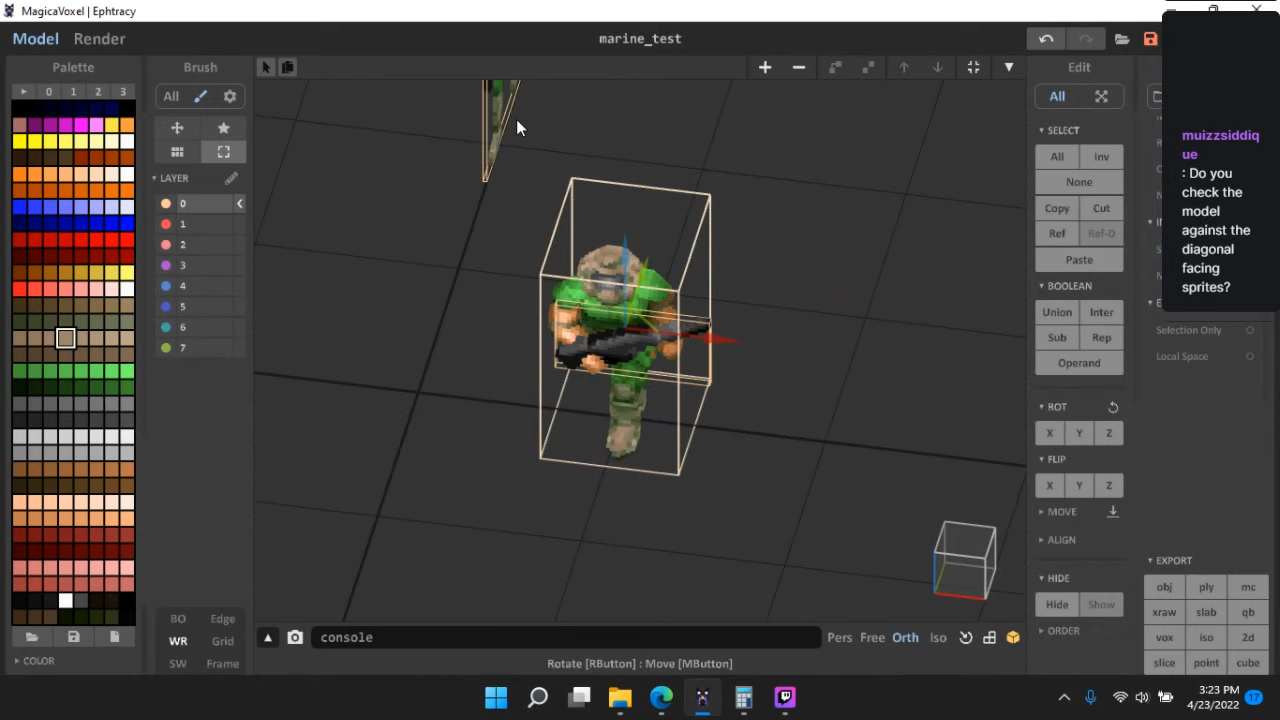 MagicaVoxel | Ephtracy
Model Render
marine_test
Palette
0 1 2 3
COLOR
Brush
All
LAYER
0
1
2
3
4
5
6
7
BO Edge
WR Grid
SW Frame
console
Pers Free Orth Iso
Rotate [RButton] : Move [MButton]
Edit
All
SELECT
All Inv
None
Copy Cut
Ref Ref-D
Paste
BOOLEAN
Union Inter
Sub Rep
Operand
ROT
X Y Z
FLIP
X Y Z
MOVE
ALIGN
HIDE
Hide Show
ORDER
muizzsiddiq
ue
: Do you
check the
model
against the
diagonal
facing
sprites?
Selection Only
Local Space
EXPORT
obj ply mc
xraw slab qb
vox iso 2d
slice point cube
3:23 PM
4/23/2022
17